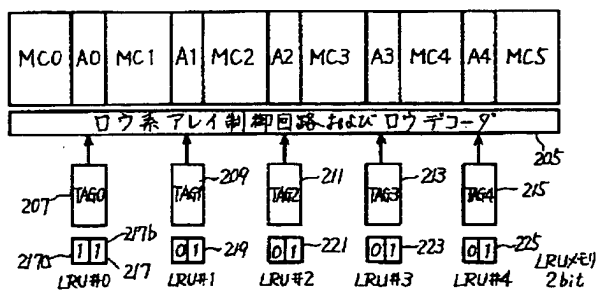 MC0 A0 MC1 A1 MC2 A2 MC3 A3 MC4 A4 MC5
ロウ系アレイ制御回路およびロウデコーダ
205
207 TAG0 TAG1 209 TAG2 211 TAG3 213 TAG4 215
217a 1 1 217b 217 0 1 219 0 1 221 0 1 223 0 1 225
LRU#0 LRU#1 LRU#2 LRU#3 LRU#4 LRUメモリ
2bit